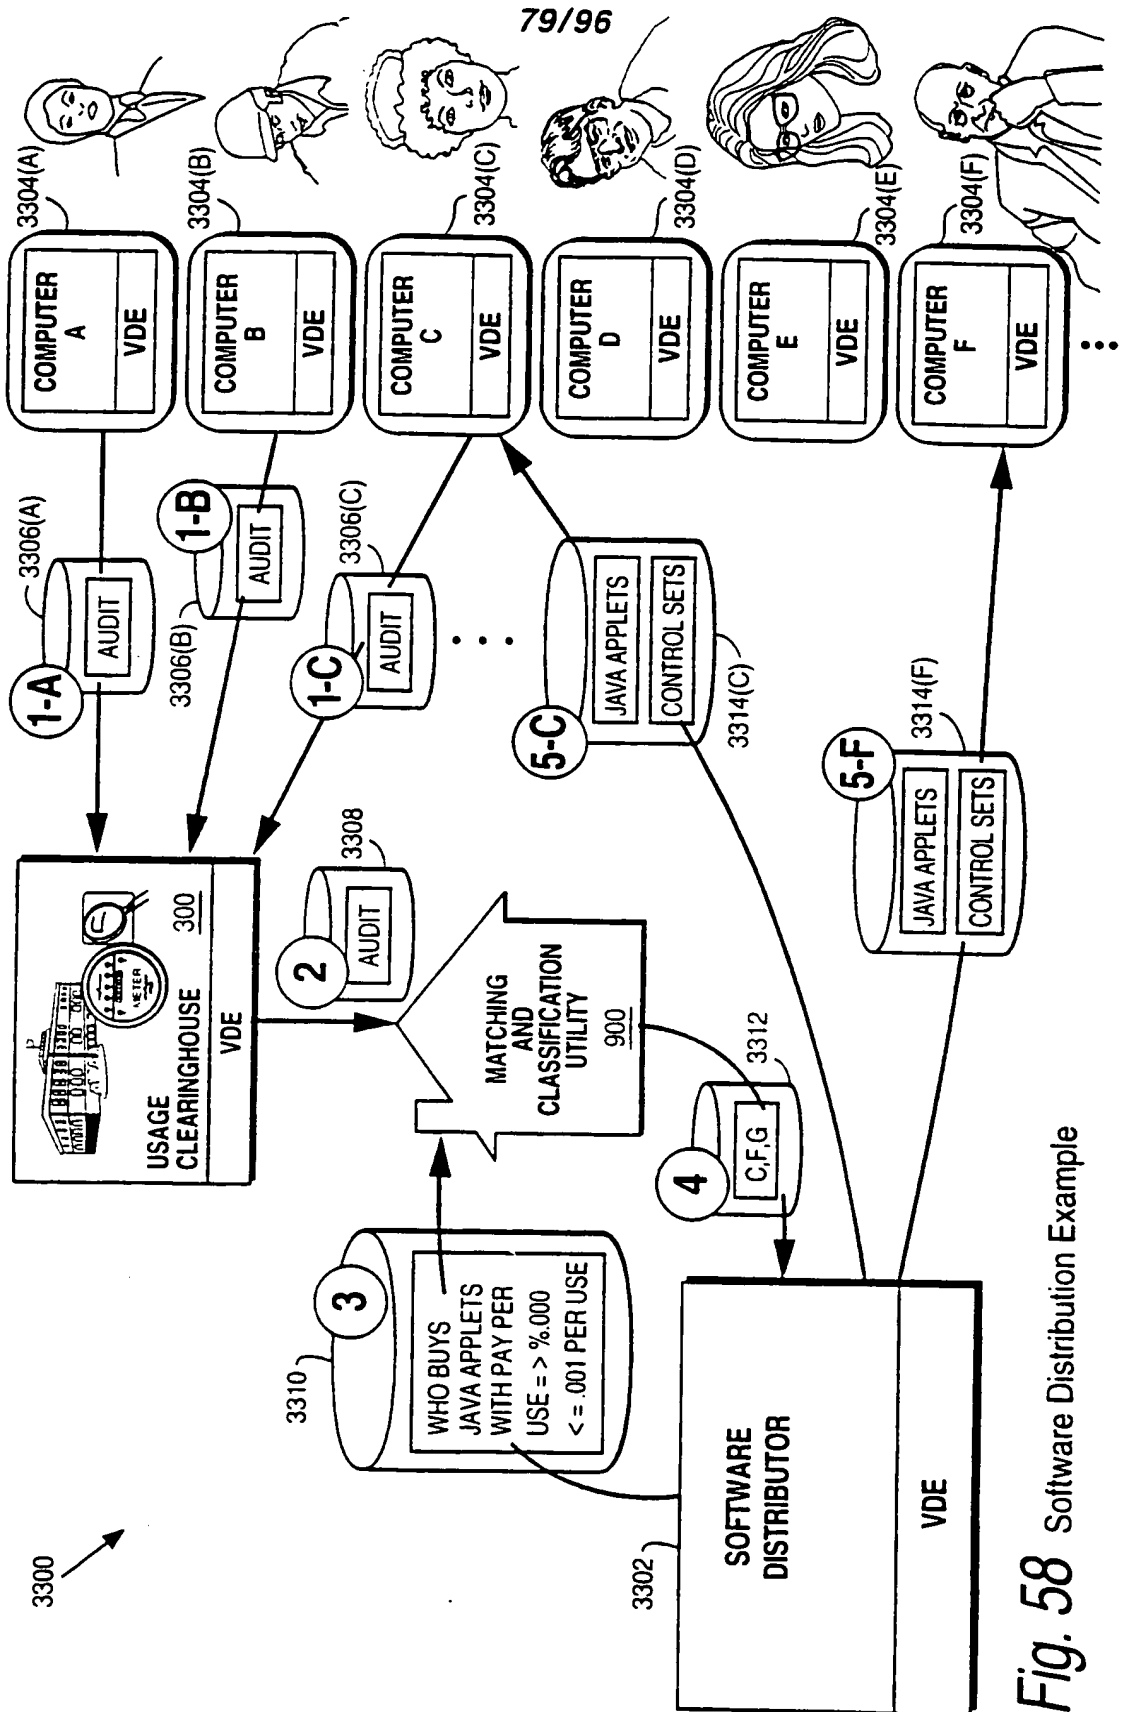 79/96
3300
3304(A)
3304(B)
3304(C)
3304(D)
3304(E)
3304(F)
COMPUTER
A
VDE
COMPUTER
B
VDE
COMPUTER
C
VDE
COMPUTER
D
VDE
COMPUTER
E
VDE
COMPUTER
F
VDE
3306(A)
1-A
AUDIT
3306(B)
1-B
AUDIT
3306(C)
1-C
AUDIT
USAGE
CLEARINGHOUSE
300
METER
VDE
2
3308
AUDIT
MATCHING
AND
CLASSIFICATION
UTILITY
900
3310
3
WHO BUYS
JAVA APPLETS
WITH PAY PER
USE = > %.000
< = .001 PER USE
4
3312
C,F,G
5-C
JAVA APPLETS
CONTROL SETS
3314(C)
5-F
JAVA APPLETS
CONTROL SETS
3314(F)
3302
SOFTWARE
DISTRIBUTOR
VDE
Fig. 58 Software Distribution Example